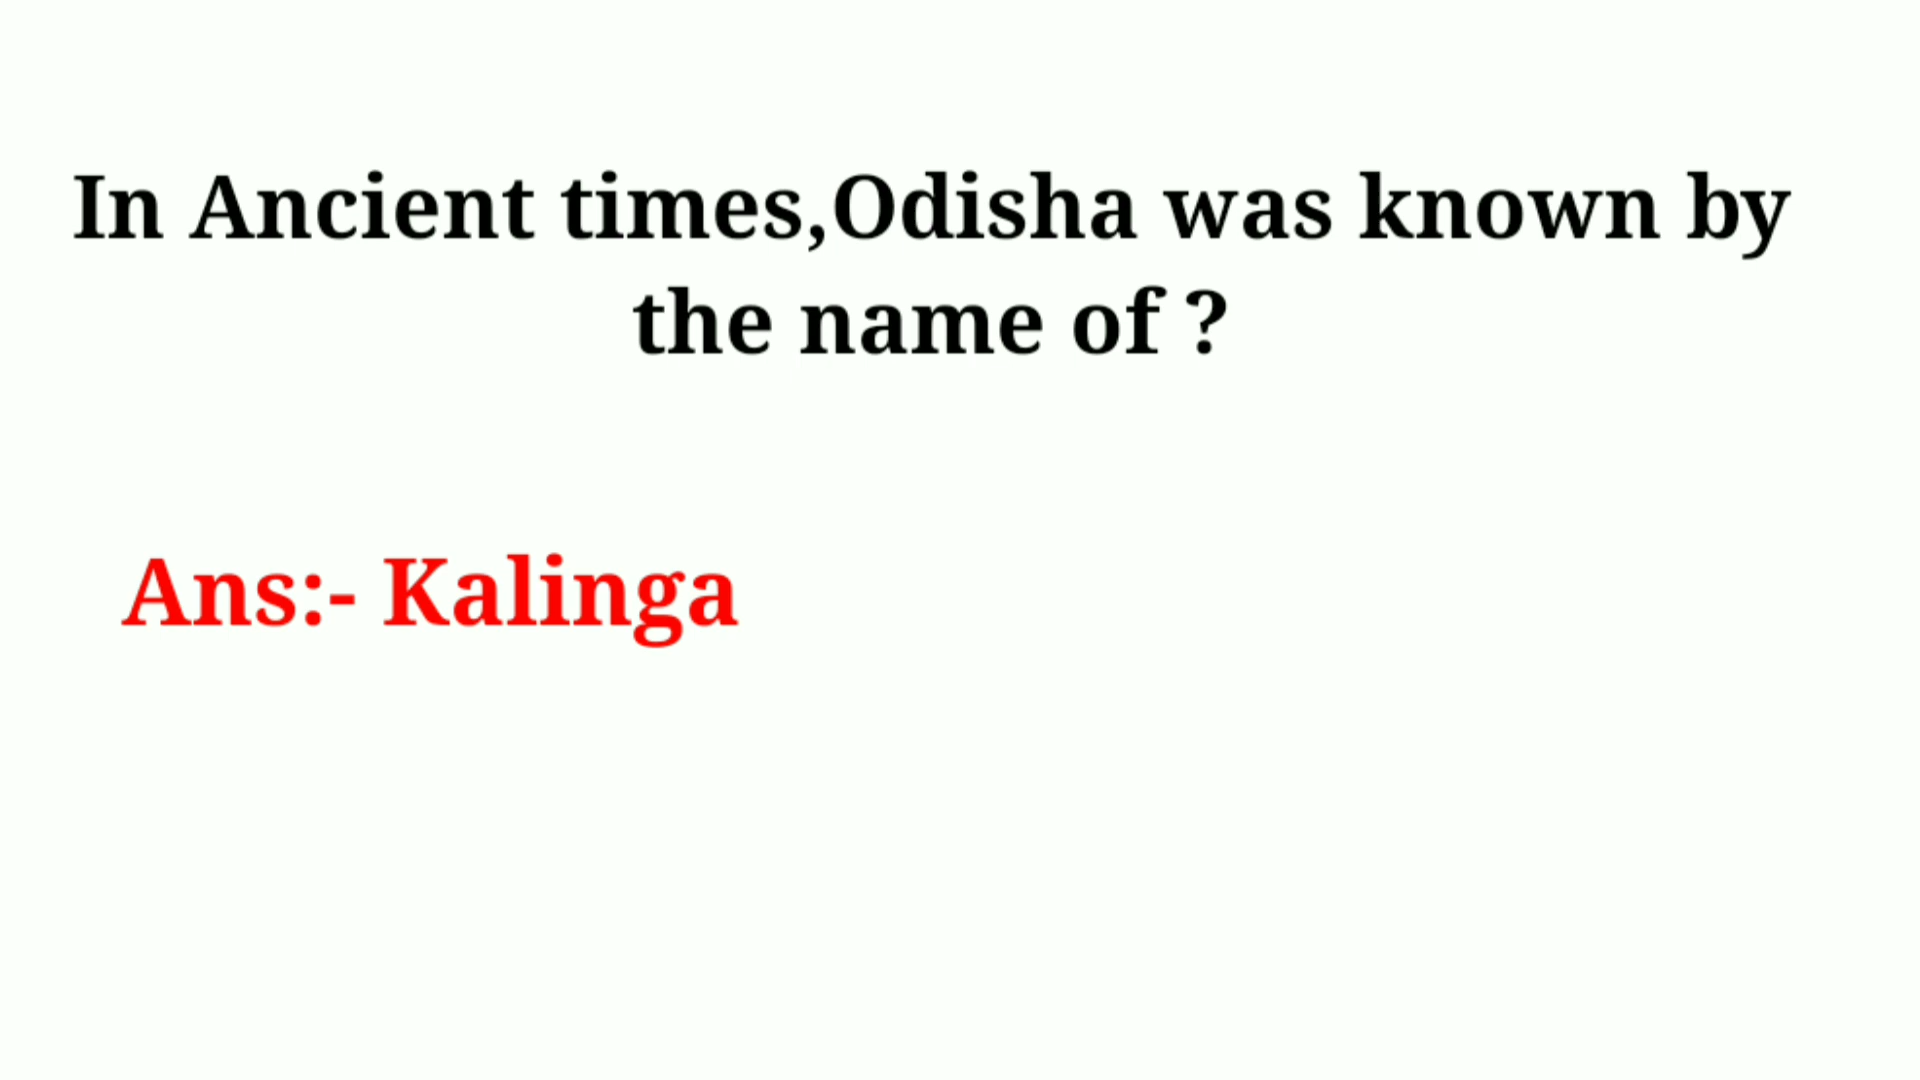 In Ancient times,Odisha was known by
the name of ?
Ans:- Kalinga